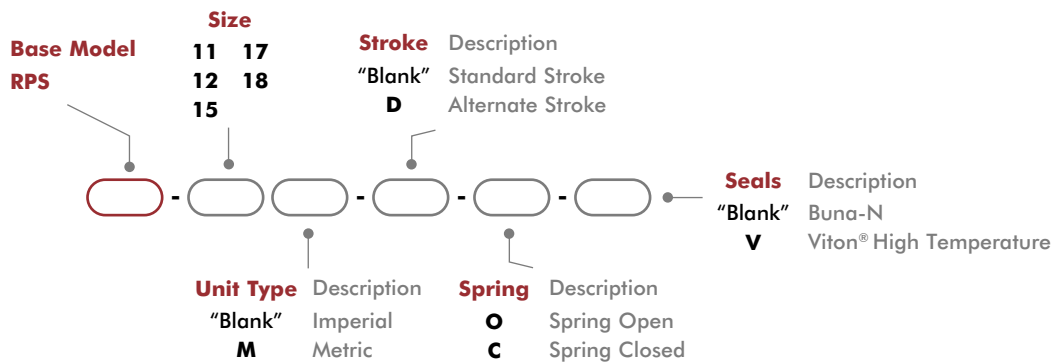 Size
Base Model
RPS
11 17
12 18
15
Stroke Description
“Blank” Standard Stroke
D Alternate Stroke
- - - -
Seals Description
“Blank” Buna-N
V Viton® High Temperature
Unit Type Description
“Blank” Imperial
M Metric
Spring Description
O Spring Open
C Spring Closed